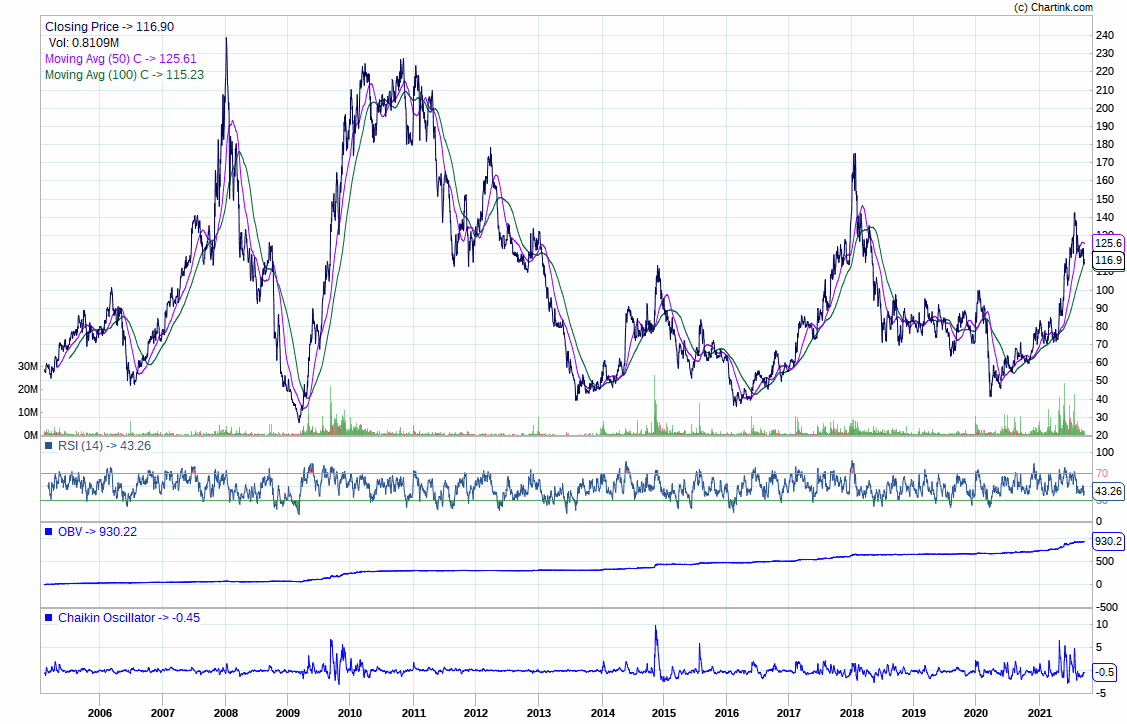 (c) Chartink.com
Closing Price -> 116.90
Vol: 0.8109M
Moving Avg (50) C -> 125.61
Moving Avg (100) C -> 115.23
240
230
220
210
200
190
180
170
160
150
140
125.6
116.9
110
100
90
80
70
60
50
40
30
20
30M
20M
10M
0M
RSI (14) -> 43.26
100
70
43.26
30
0
OBV -> 930.22
930.2
500
0
-500
Chaikin Oscillator -> -0.45
10
5
-0.5
-5
2006 2007 2008 2009 2010 2011 2012 2013 2014 2015 2016 2017 2018 2019 2020 2021